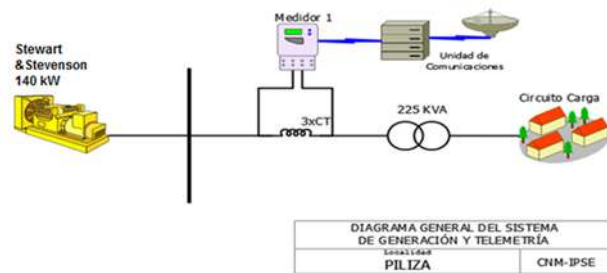 Stewart
&Stevenson
140 kW
Medidor 1
Unidad de
Comunicaciones
3xCT
225 KVA
Circuito Carga
DIAGRAMA GENERAL DEL SISTEMA
DE GENERACIÓN Y TELEMETRÍA
Localidad
PILIZA
CNM-IPSE